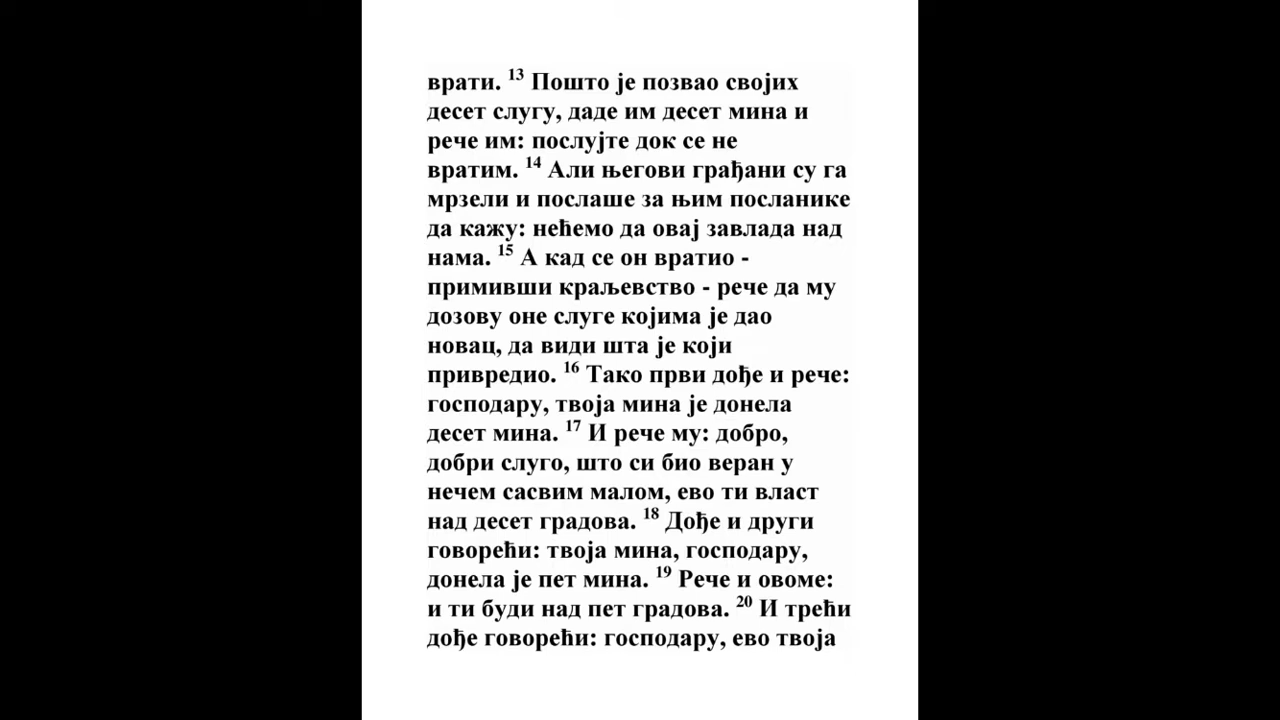 врати. 13 Пошто је позвао својих
десет слугу, даде им десет мина и
рече им: послујте док се не
вратим. 14 Али његови грађани су га
мрзели и послаше за њим посланике
да кажу: нећемо да овај завлада над
нама. 15 А кад се он вратио -
примивши краљевство - рече да му
дозову оне слуге којима је дао
новац, да види шта је који
привредио. 16 Тако први дође и рече:
господару, твоја мина је донела
десет мина. 17 И рече му: добро,
добри слуго, што си био веран у
нечем сасвим малом, ево ти власт
над десет градова. 18 Дође и други
говорећи: твоја мина, господару,
донела је пет мина. 19 Рече и овоме:
и ти буди над пет градова. 20 И трећи
дође говорећи: господару, ево твоја